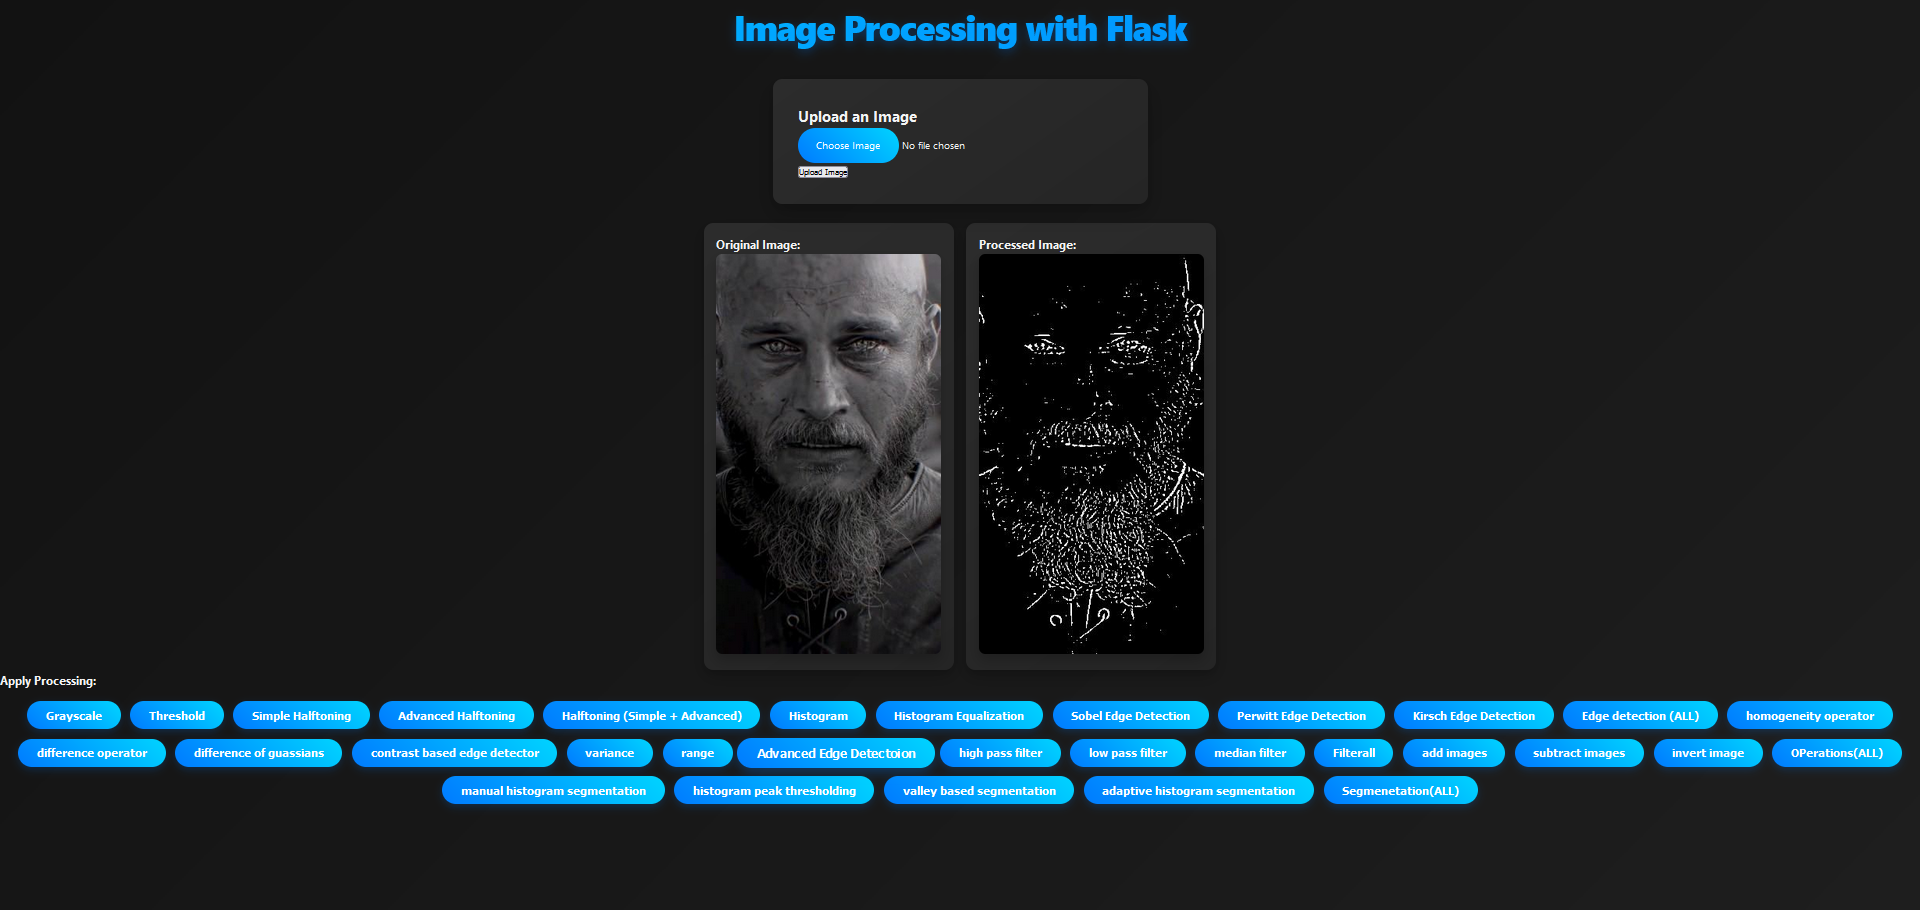 Image Processing with Flask
Upload an Image
Choose Image No file chosen
Upload Image
Original Image:
Processed Image:
Apply Processing:
Grayscale Threshold Simple Halftoning Advanced Halftoning Halftoning (Simple + Advanced) Histogram Histogram Equalization Sobel Edge Detection Perwitt Edge Detection Kirsch Edge Detection Edge detection (ALL) homogeneity operator
difference operator difference of guassians contrast based edge detector variance range Advanced Edge Detectoion high pass filter low pass filter median filter Filterall add images subtract images invert image OPerations(ALL)
manual histogram segmentation histogram peak thresholding valley based segmentation adaptive histogram segmentation Segmenetation(ALL)